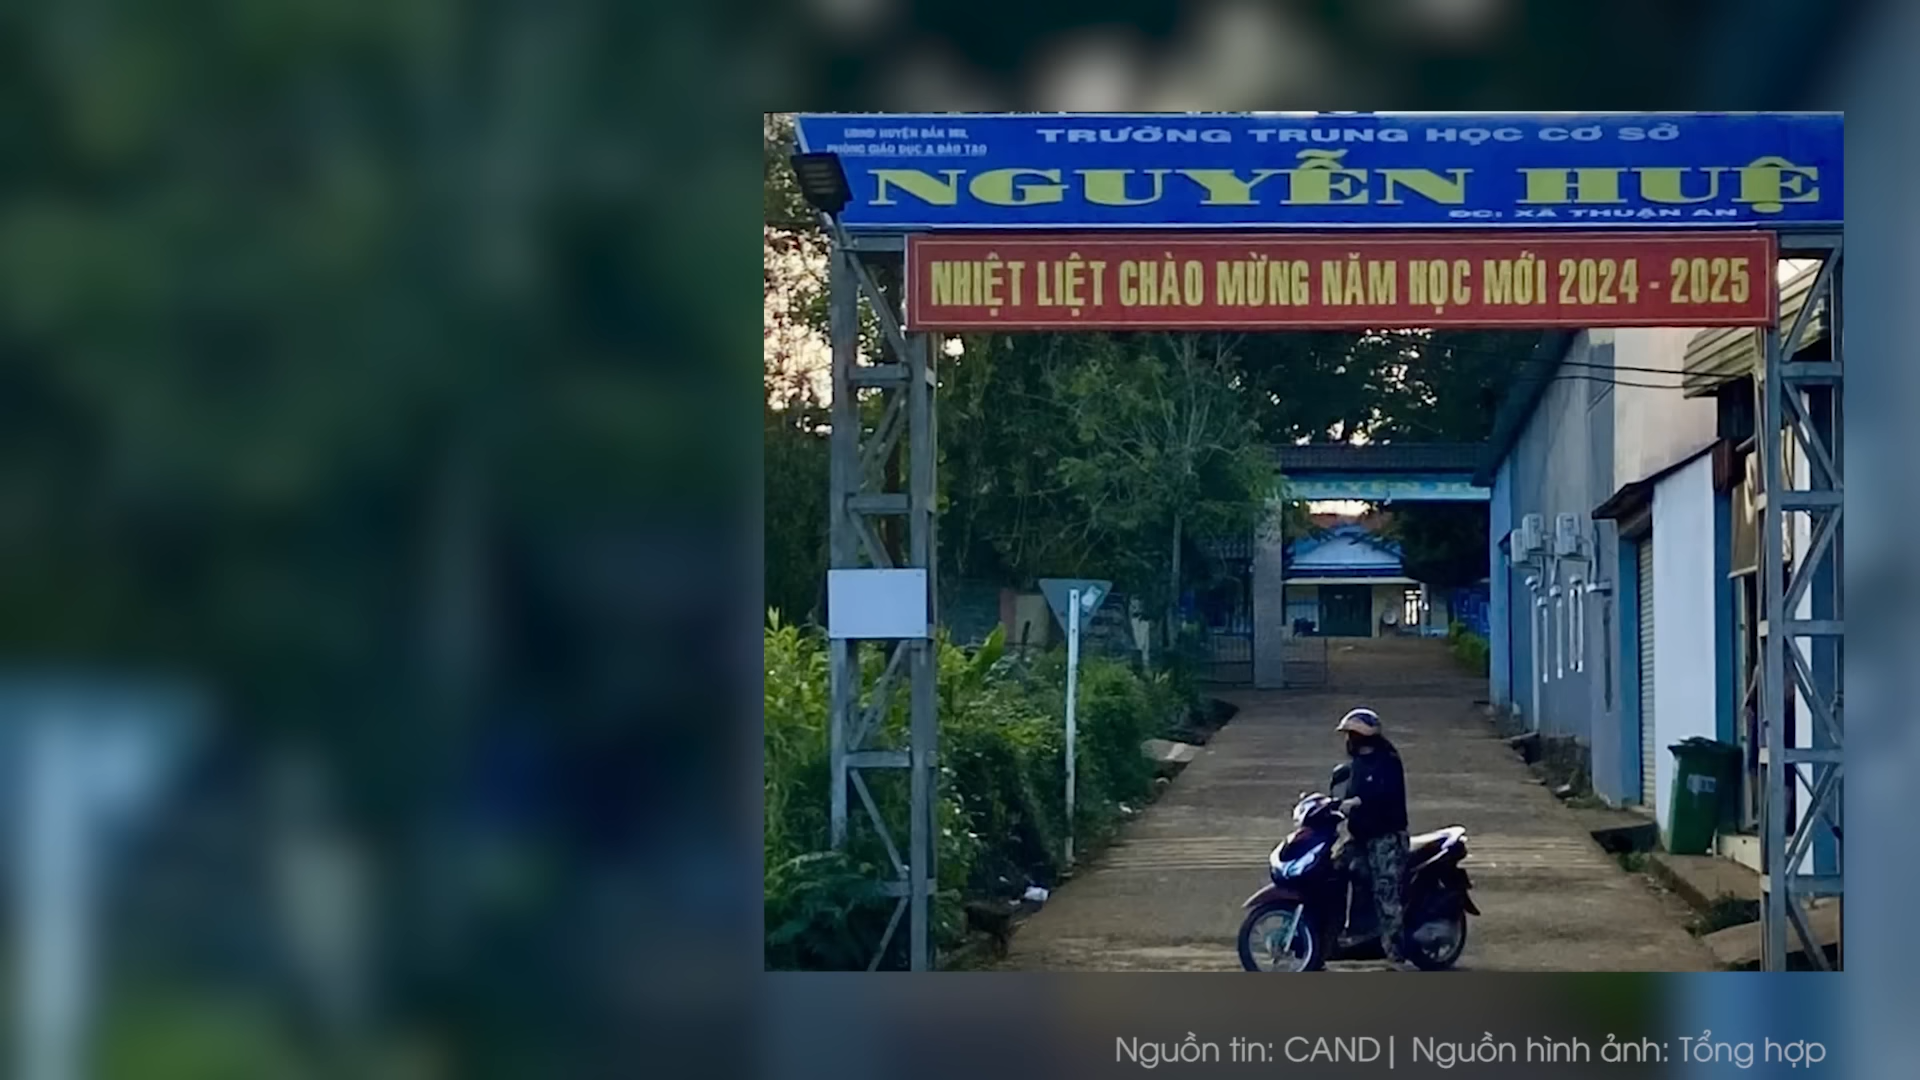 UBND HUYỆN ĐẮK MIL
PHÒNG GIÁO DỤC & ĐÀO TẠO
TRƯỜNG TRUNG HỌC CƠ SỞ
NGUYỄN HUỆ
ĐC: XÃ THUẬN AN
NHIỆT LIỆT CHÀO MỪNG NĂM HỌC MỚI 2024 - 2025
Nguồn tin: CAND| Nguồn hình ảnh: Tổng hợp